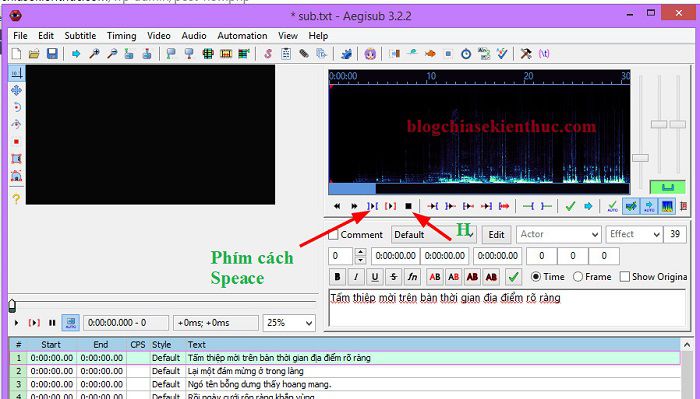 * sub.txt - Aegisub 3.2.2
File Edit Subtitle Timing Video Audio Automation View Help
0:00:00 10 20 30
blogchiasekienthuc.com
H
Phím cách
Speace
Comment Default Edit Actor Effect 39
0 0:00:00.00 0:00:00.00 0:00:00.00 0 0 0
B I U S fn AB AB AB AB Time Frame Show Origina
Tấm thiệp mời trên bàn thời gian địa điểm rõ ràng
0:00:00.000 - 0 +0ms; +0ms 25%
# Start End CPS Style Text
1 0:00:00.00 0:00:00.00 Default Tấm thiệp mời trên bàn thời gian địa điểm rõ ràng
2 0:00:00.00 0:00:00.00 Default Lại một đám mừng ở trong làng
3 0:00:00.00 0:00:00.00 Default Ngó tên bỗng dưng thấy hoang mang.
4 0:00:00.00 0:00:00.00 Default Rồi ngày cưới rộn ràng khắp vùng